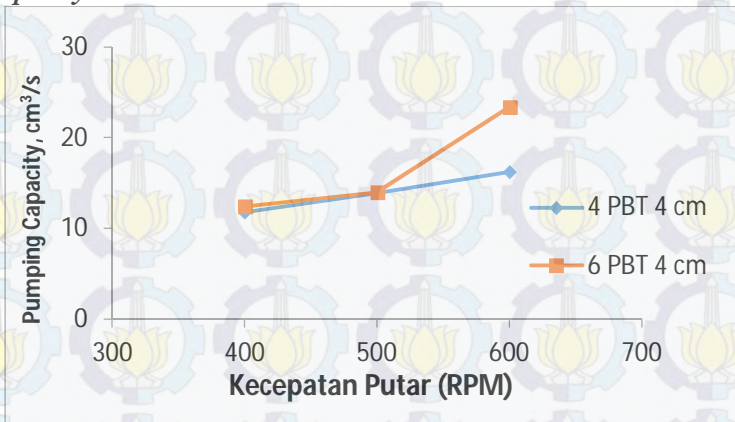 30
20
10
0
Pumping Capacity, cm³/s
300 400 500 600 700
Kecepatan Putar (RPM)
4 PBT 4 cm
6 PBT 4 cm